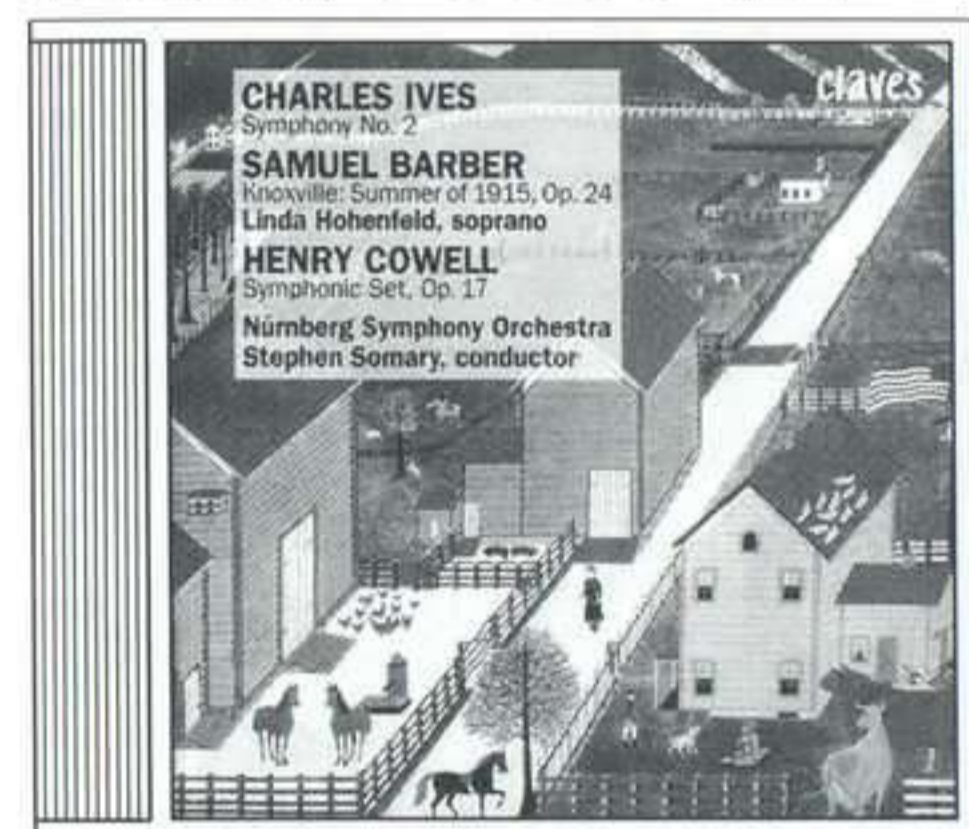 claves
CHARLES IVES
Symphony No. 2
SAMUEL BARBER
Knoxville: Summer of 1915, Op. 24
Linda Hohenfeld, soprano
HENRY COWELL
Symphonic Set, Op. 17
Nürnberg Symphony Orchestra
Stephen Somary, conductor